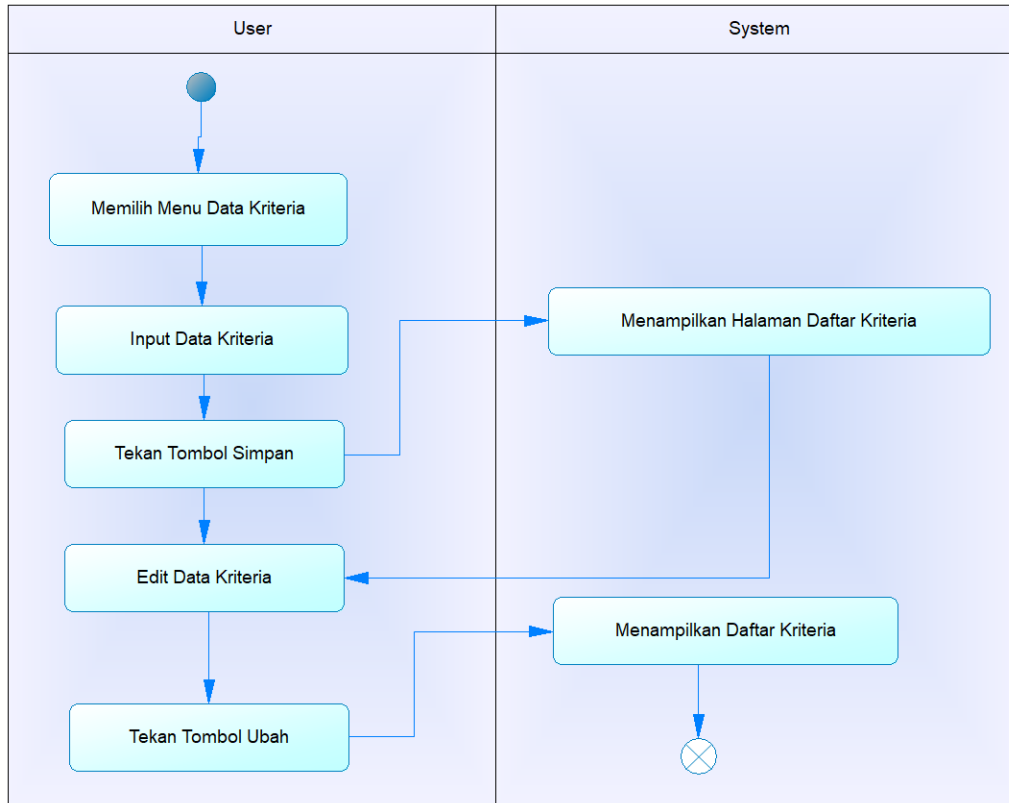 User
System
Memilih Menu Data Kriteria
Input Data Kriteria
Menampilkan Halaman Daftar Kriteria
Tekan Tombol Simpan
Edit Data Kriteria
Menampilkan Daftar Kriteria
Tekan Tombol Ubah